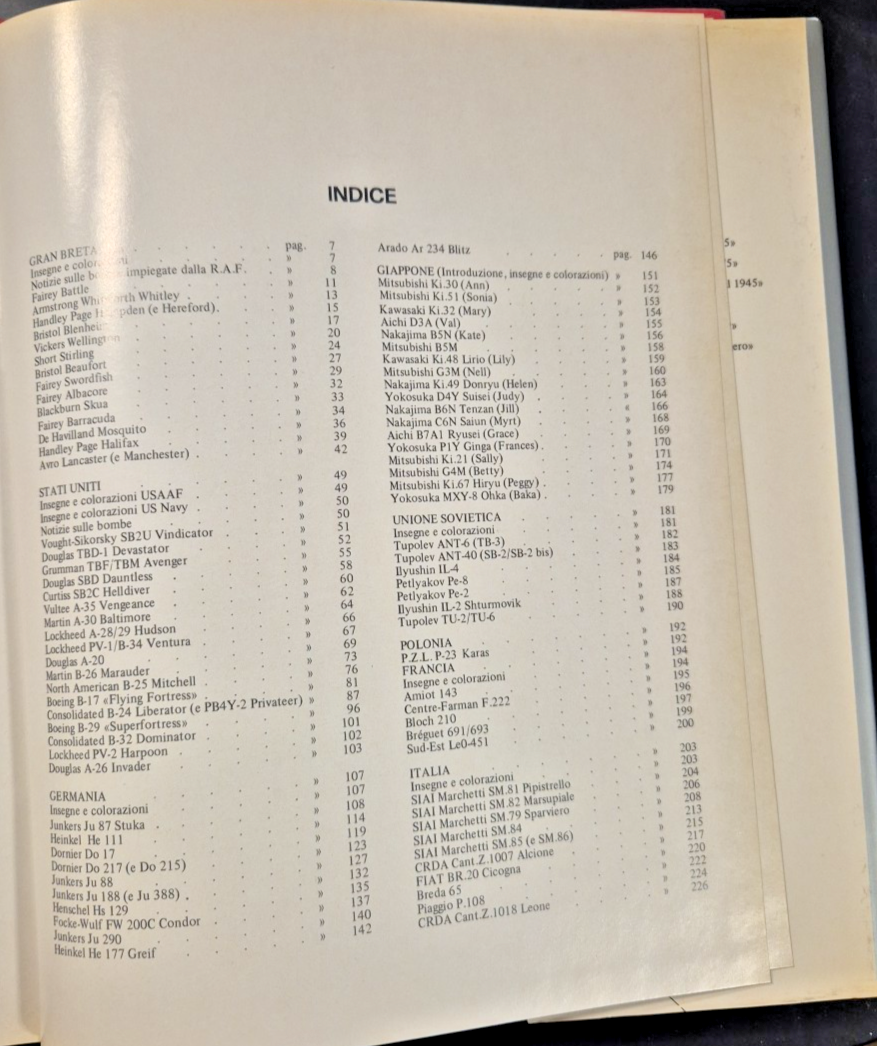 INDICE
GRAN BRETA pag. 7
Insegne e color » 7
Notizie sulle bo impiegate dalla R.A.F. » 8
Fairey Battle » 11
Armstrong Whi orth Whitley » 13
Handley Page H pden (e Hereford). » 15
Bristol Blenhei » 17
Vickers Wellington » 20
Short Stirling » 24
Bristol Beaufort » 27
Fairey Swordfish » 29
Fairey Albacore » 32
Blackburn Skua » 33
Fairey Barracuda » 34
De Havilland Mosquito » 36
Handley Page Halifax » 39
Avro Lancaster (e Manchester) » 42
STATI UNITI » 49
Insegne e colorazioni USAAF » 49
Insegne e colorazioni US Navy » 50
Notizie sulle bombe » 50
Vought-Sikorsky SB2U Vindicator » 51
Douglas TBD-1 Devastator » 52
Grumman TBF/TBM Avenger » 55
Douglas SBD Dauntless » 58
Curtiss SB2C Helldiver » 60
Vultee A-35 Vengeance » 62
Martin A-30 Baltimore » 64
Lockheed A-28/29 Hudson » 66
Lockheed PV-1/B-34 Ventura » 67
Douglas A-20 » 69
Martin B-26 Marauder » 73
North American B-25 Mitchell » 76
Boeing B-17 «Flying Fortress» » 81
Consolidated B-24 Liberator (e PB4Y-2 Privateer) » 87
Boeing B-29 «Superfortress» » 96
Consolidated B-32 Dominator » 101
Lockheed PV-2 Harpoon » 102
Douglas A-26 Invader » 103
GERMANIA » 107
Insegne e colorazioni » 107
Junkers Ju 87 Stuka » 108
Heinkel He 111 » 114
Dornier Do 17 » 119
Dornier Do 217 (e Do 215) » 123
Junkers Ju 88 » 127
Junkers Ju 188 (e Ju 388) » 132
Henschel Hs 129 » 135
Focke-Wulf FW 200C Condor » 137
Junkers Ju 290 » 140
Heinkel He 177 Greif » 142
Arado Ar 234 Blitz pag. 146
GIAPPONE (Introduzione, insegne e colorazioni) » 151
Mitsubishi Ki.30 (Ann) » 152
Mitsubishi Ki.51 (Sonia) » 153
Kawasaki Ki.32 (Mary) » 154
Aichi D3A (Val) » 155
Nakajima B5N (Kate) » 156
Mitsubishi B5M » 158
Kawasaki Ki.48 Lirio (Lily) » 159
Mitsubishi G3M (Nell) » 160
Nakajima Ki.49 Donryu (Helen) » 163
Yokosuka D4Y Suisei (Judy) » 164
Nakajima B6N Tenzan (Jill) « 166
Nakajima C6N Saiun (Myrt) » 168
Aichi B7A1 Ryusei (Grace) » 169
Yokosuka P1Y Ginga (Frances) » 170
Mitsubishi Ki.21 (Sally) » 171
Mitsubishi G4M (Betty) » 174
Mitsubishi Ki.67 Hiryu (Peggy) » 177
Yokosuka MXY-8 Ohka (Baka) » 179
UNIONE SOVIETICA » 181
Insegne e colorazioni » 181
Tupolev ANT-6 (TB-3) » 182
Tupolev ANT-40 (SB-2/SB-2 bis) » 183
Ilyushin IL-4 » 184
Petlyakov Pe-8 » 185
Petlyakov Pe-2 » 187
Ilyushin IL-2 Shturmovik » 188
Tupolev TU-2/TU-6 » 190
POLONIA » 192
P.Z.L. P-23 Karas » 192
FRANCIA » 194
Insegne e colorazioni » 194
Amiot 143 » 195
Centre-Farman F.222 » 196
Bloch 210 » 197
Bréguet 691/693 » 199
Sud-Est Le0-451 » 200
ITALIA » 203
Insegne e colorazioni » 203
SIAI Marchetti SM.81 Pipistrello » 204
SIAI Marchetti SM.82 Marsupiale » 206
SIAI Marchetti SM.79 Sparviero » 208
SIAI Marchetti SM.84 » 213
SIAI Marchetti SM.85 (e SM.86) » 215
CRDA Cant.Z.1007 Alcione » 217
FIAT BR.20 Cicogna » 220
Breda 65 » 222
Piaggio P.108 » 224
CRDA Cant.Z.1018 Leone » 226
5»
5»
1945»
»
ero»